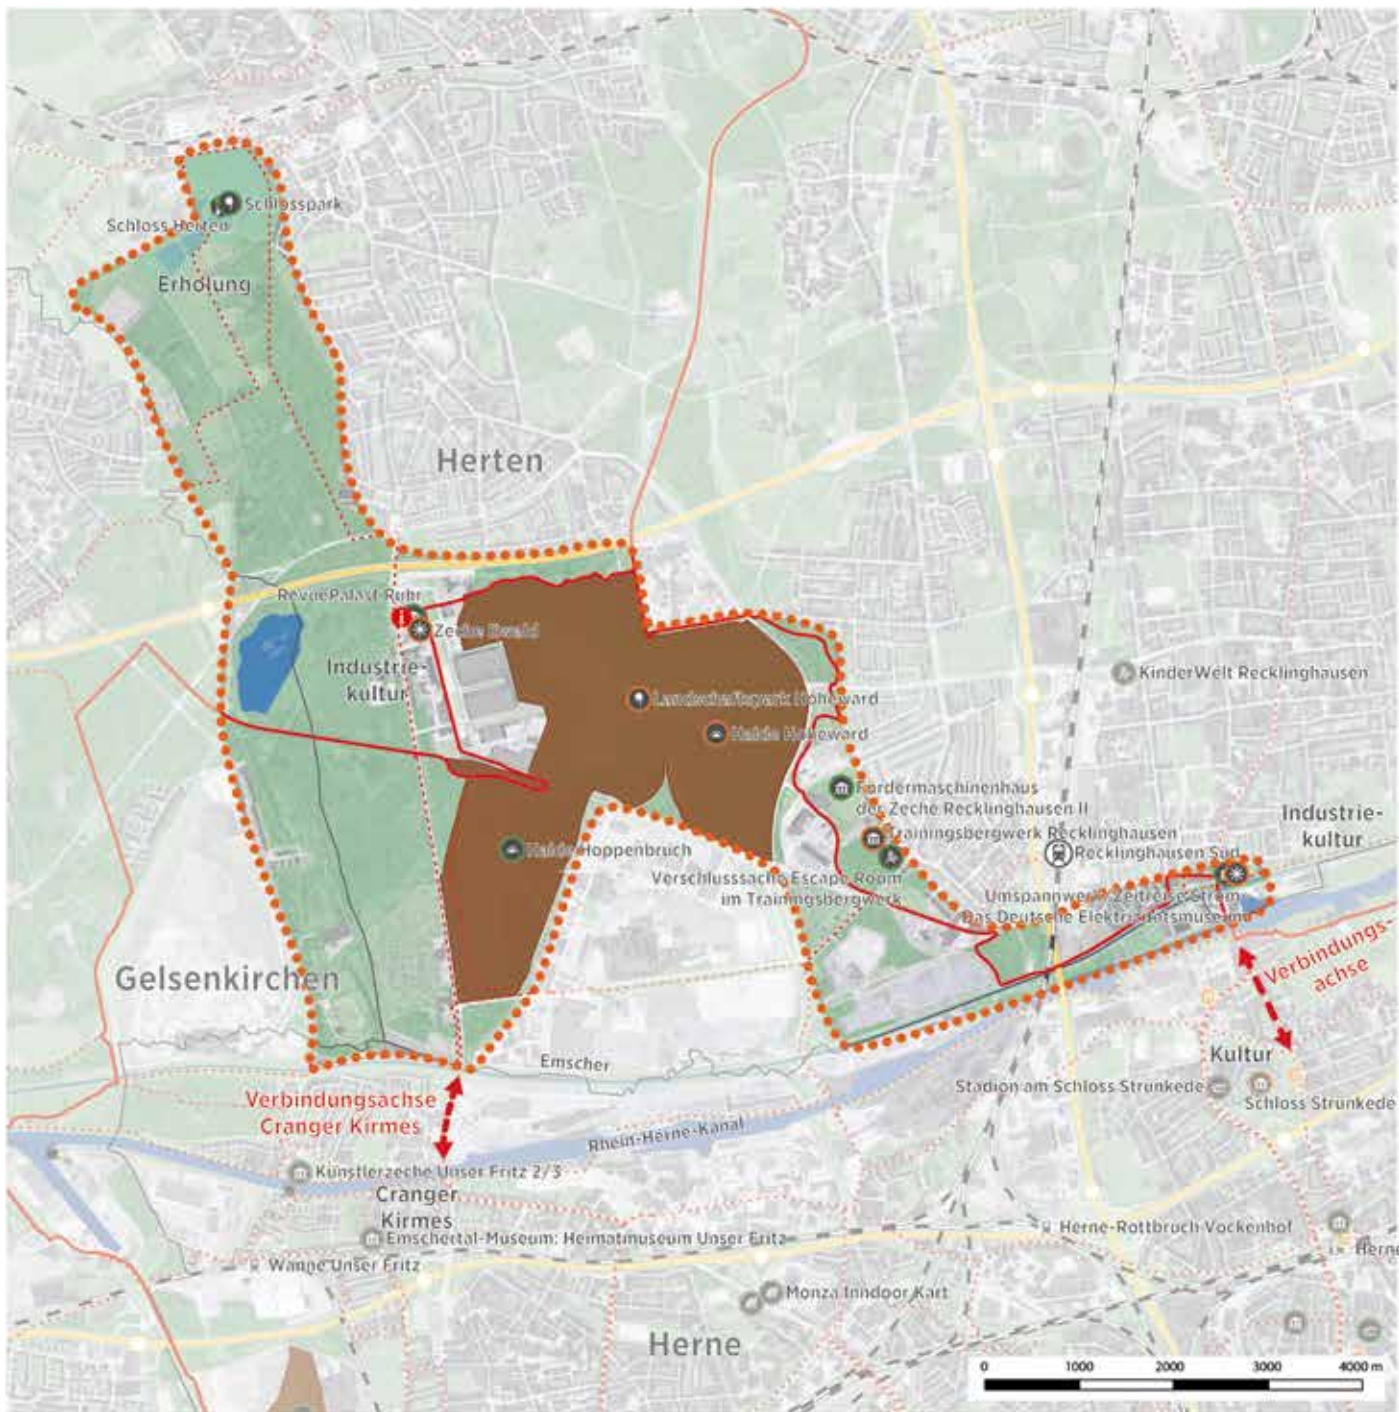 Schlosspark
Schloss Herten
Erholung
Herten
RevuePalast Ruhr
Zeche Ewald
Industrie-
kultur
Landschaftspark Hoheward
Halde Hoheward
KinderWelt Recklinghausen
Fördermaschinenhaus
der Zeche Recklinghausen II
Trainingsbergwerk Recklinghausen
Recklinghausen Süd
Industrie-
kultur
Halde Hoppenbruch
Verschlusssache Escape Room
im Trainingsbergwerk
Umspannwerk: Zeitreise Strom
Das Deutsche Elektrizitätsmuseum
Gelsenkirchen
Verbindungs-
achse
Emscher
Kultur
Stadion am Schloss Strünkede
Schloss Strünkede
Verbindungsachse
Cranger Kirmes
Rhein-Herne-Kanal
Künstlerzeche Unser Fritz 2/3
Cranger
Kirmes
Emschertal-Museum: Heimatmuseum Unser Fritz
Herne-Rottbruch Vockenhof
Herne
Wanne Unser Fritz
Monza Inndoor Kart
Herne
0 1000 2000 3000 4000 m